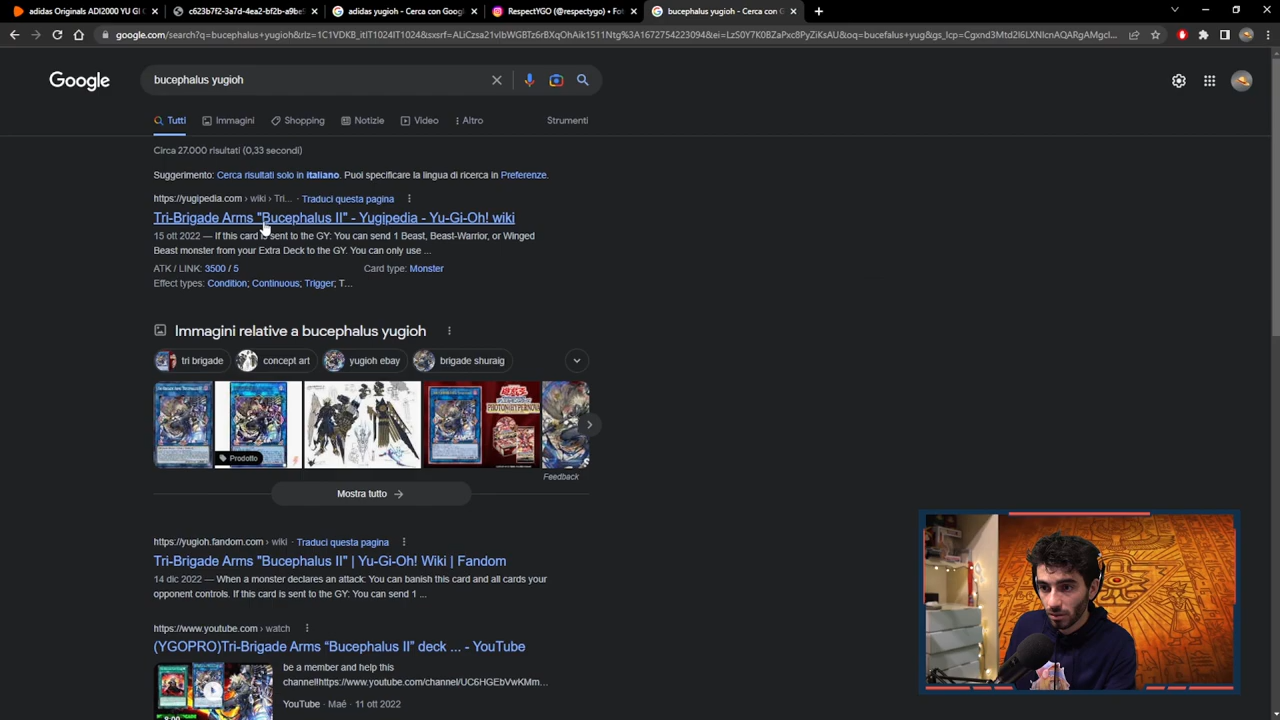 adidas Originals ADI2000 YU GI
c623b7f2-3a7d-4ea2-bf2b-a9be
adidas yugioh - Cerca con Goog
RespectYGO (@respectygo) • Fo
bucephalus yugioh - Cerca con G
Google
bucephalus yugioh
Tutti
Immagini
Shopping
Notizie
Video
Altro
Strumenti
Circa 27.000 risultati (0,33 secondi)
Suggerimento: Cerca risultati solo in italiano. Puoi specificare la lingua di ricerca in Preferenze.
https://yugipedia.com › wiki › Tri... · Traduci questa pagina
Tri-Brigade Arms "Bucephalus II" - Yugipedia - Yu-Gi-Oh! wiki
15 ott 2022 — If this card is sent to the GY: You can send 1 Beast, Beast-Warrior, or Winged
Beast monster from your Extra Deck to the GY. You can only use ...
ATK / LINK: 3500 / 5
Card type: Monster
Effect types: Condition; Continuous; Trigger; T...
Immagini relative a bucephalus yugioh
tri brigade
concept art
yugioh ebay
brigade shuraig
PHOTON HYPERNOVA
Prodotto
Feedback
Mostra tutto
https://yugioh.fandom.com › wiki · Traduci questa pagina
Tri-Brigade Arms "Bucephalus II" | Yu-Gi-Oh! Wiki | Fandom
14 dic 2022 — When a monster declares an attack: You can banish this card and all cards your
opponent controls. If this card is sent to the GY: You can send 1 ...
https://www.youtube.com › watch
(YGOPRO)Tri-Brigade Arms “Bucephalus II” deck ... - YouTube
be a member and help this
channelhttps://www.youtube.com/channel/UC6HGEbVwKMm...
YouTube · Maé · 11 ott 2022